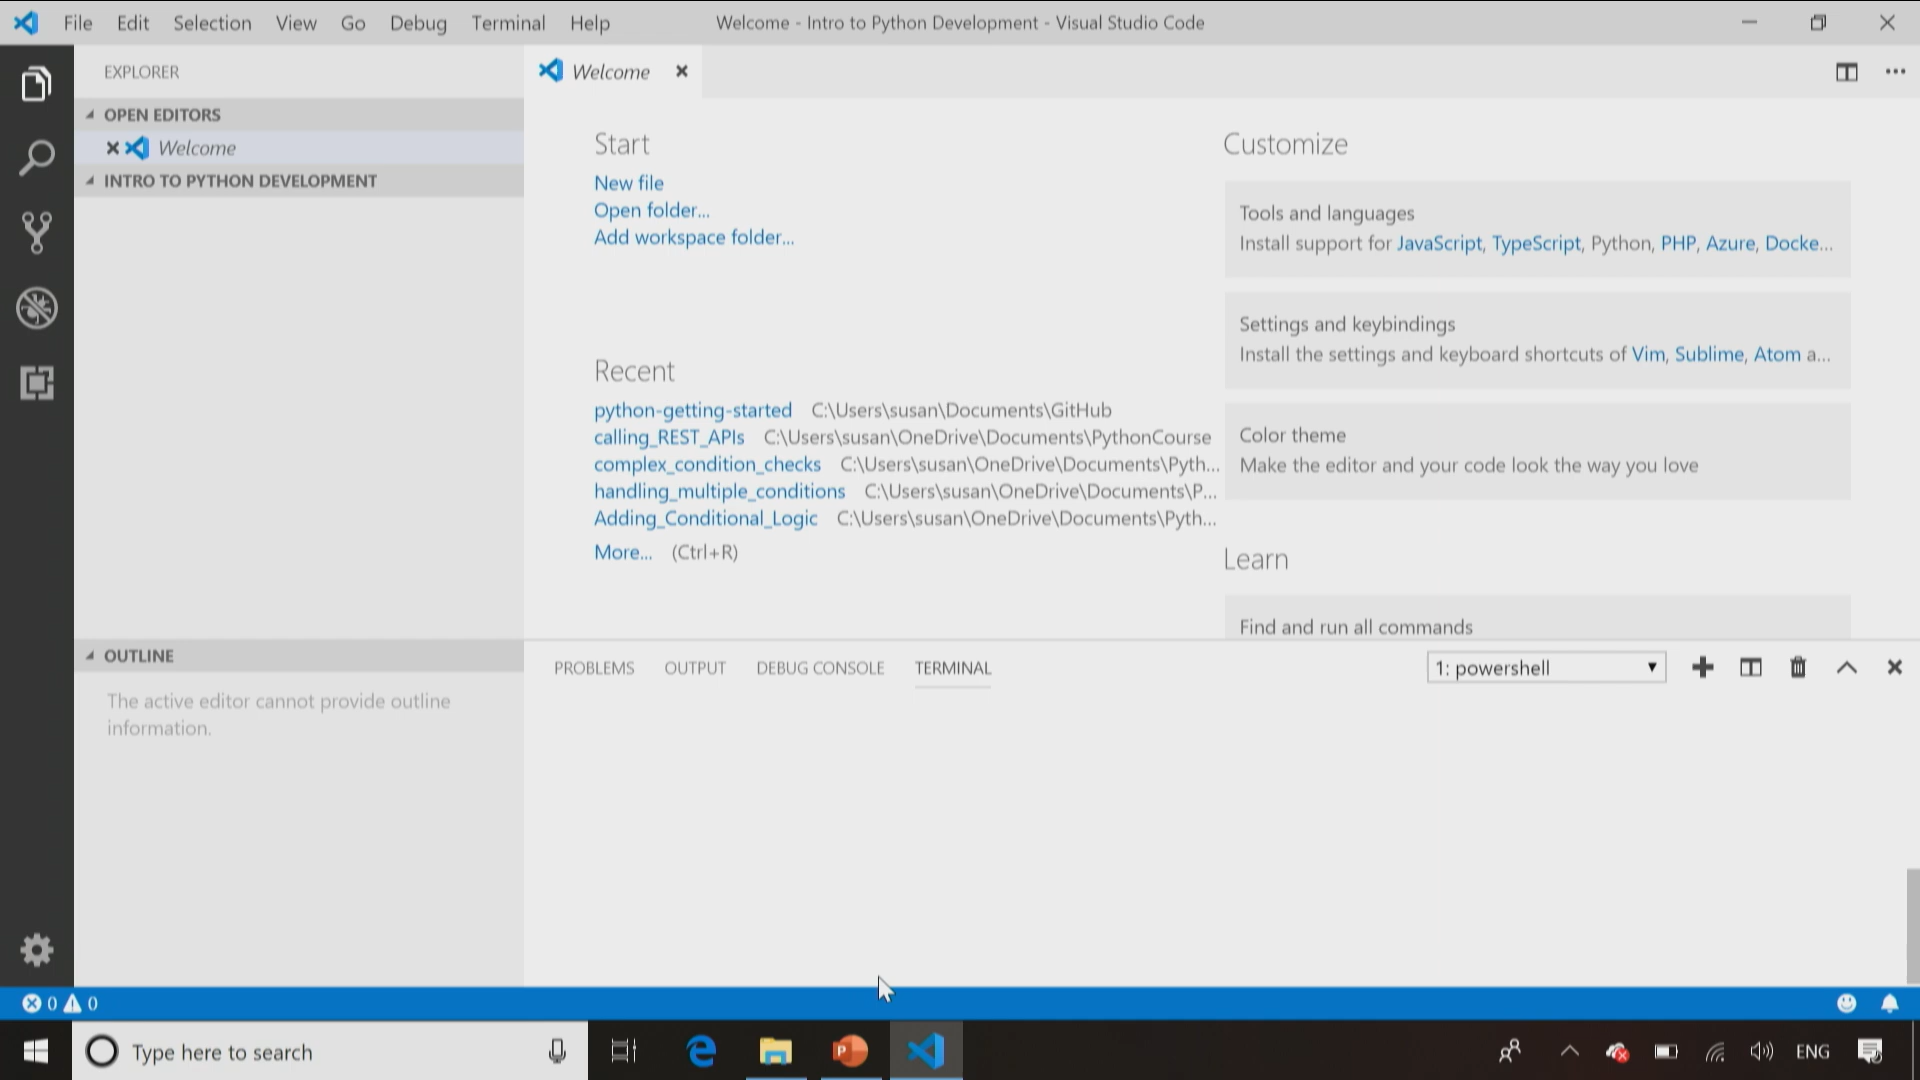 File Edit Selection View Go Debug Terminal Help
Welcome - Intro to Python Development - Visual Studio Code
EXPLORER
OPEN EDITORS
Welcome
INTRO TO PYTHON DEVELOPMENT
OUTLINE
The active editor cannot provide outline
information.
Welcome
Start
New file
Open folder...
Add workspace folder...
Recent
python-getting-started C:\Users\susan\Documents\GitHub
calling_REST_APIs C:\Users\susan\OneDrive\Documents\PythonCourse
complex_condition_checks C:\Users\susan\OneDrive\Documents\Pyth...
handling_multiple_conditions C:\Users\susan\OneDrive\Documents\P...
Adding_Conditional_Logic C:\Users\susan\OneDrive\Documents\Pyth...
More... (Ctrl+R)
Customize
Tools and languages
Install support for JavaScript, TypeScript, Python, PHP, Azure, Docke...
Settings and keybindings
Install the settings and keyboard shortcuts of Vim, Sublime, Atom a...
Color theme
Make the editor and your code look the way you love
Learn
Find and run all commands
PROBLEMS OUTPUT DEBUG CONSOLE TERMINAL
1: powershell
0 0
Type here to search
ENG